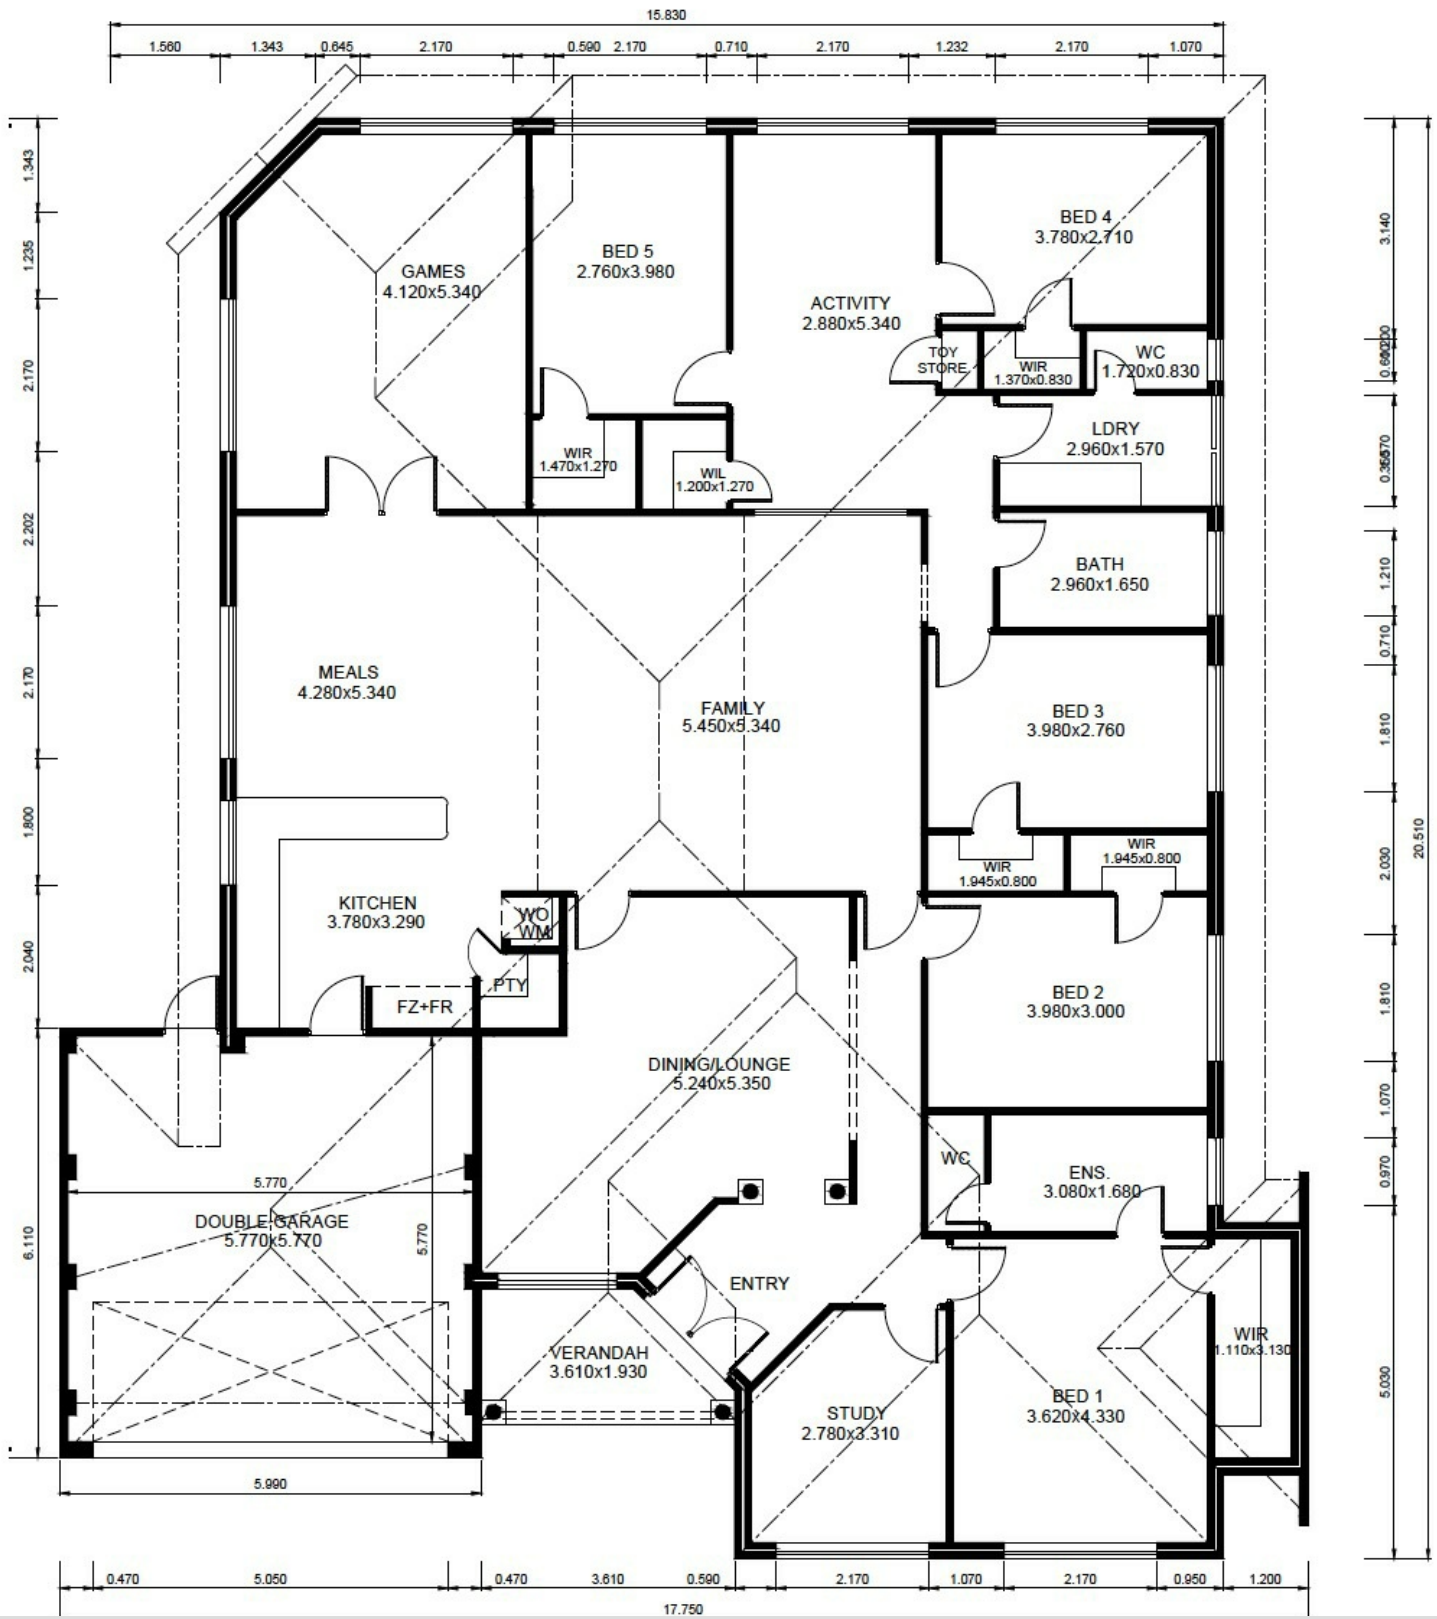 15.830
1.560 1.343 0.645 2.170 0.590 2.170 0.710 2.170 1.232 2.170 1.070
1.343
1.235
2.170
2.202
2.170
1.800
2.040
6.110
GAMES
4.120x5.340
BED 5
2.760x3.980
ACTIVITY
2.880x5.340
BED 4
3.780x2.710
TOY
STORE
WIR
1.370x0.830
WC
1.720x0.830
LDRY
2.960x1.570
WIR
1.470x1.270
WIL
1.200x1.270
BATH
2.960x1.650
MEALS
4.280x5.340
FAMILY
5.450x5.340
BED 3
3.980x2.760
WIR
1.945x0.800
WIR
1.945x0.800
KITCHEN
3.780x3.290
WO
WM
PTY
FZ+FR
BED 2
3.980x3.000
DINING/LOUNGE
5.240x5.350
WC
ENS.
3.080x1.680
5.770
DOUBLE GARAGE
5.770x5.770
5.770
ENTRY
VERANDAH
3.610x1.930
WIR
1.110x3.130
STUDY
2.780x3.310
BED 1
3.620x4.330
3.140
1.210
0.710
1.810
2.030
1.810
1.070
0.970
5.030
20.510
5.990
0.470 5.050 0.470 3.610 0.590 2.170 1.070 2.170 0.950 1.200
17.750